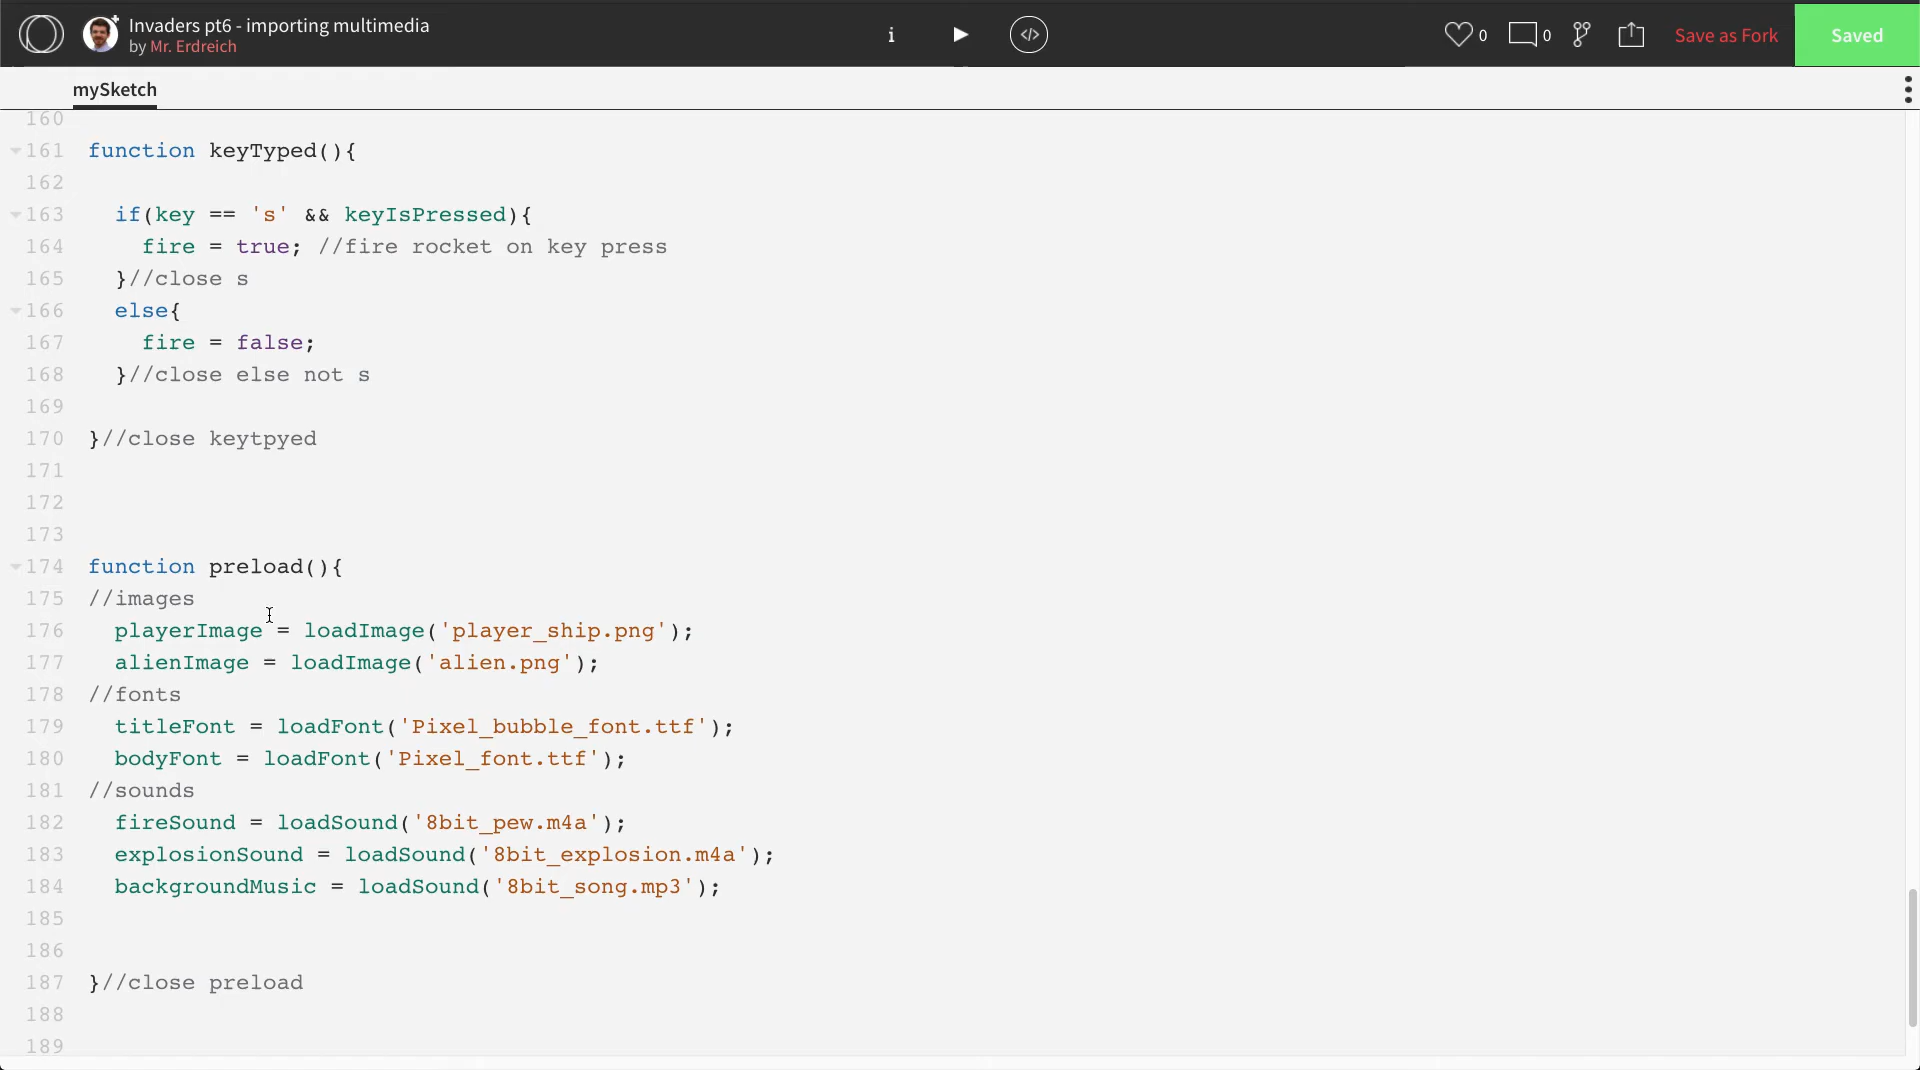 Invaders pt6 - importing multimedia
by Mr. Erdreich
i
</>
0
0
Save as Fork
Saved
mySketch
160
161 function keyTyped(){
162
163 if(key == 's' && keyIsPressed){
164 fire = true; //fire rocket on key press
165 }//close s
166 else{
167 fire = false;
168 }//close else not s
169
170 }//close keytpyed
171
172
173
174 function preload(){
175 //images
176 playerImage = loadImage('player_ship.png');
177 alienImage = loadImage('alien.png');
178 //fonts
179 titleFont = loadFont('Pixel_bubble_font.ttf');
180 bodyFont = loadFont('Pixel_font.ttf');
181 //sounds
182 fireSound = loadSound('8bit_pew.m4a');
183 explosionSound = loadSound('8bit_explosion.m4a');
184 backgroundMusic = loadSound('8bit_song.mp3');
185
186
187 }//close preload
188
189